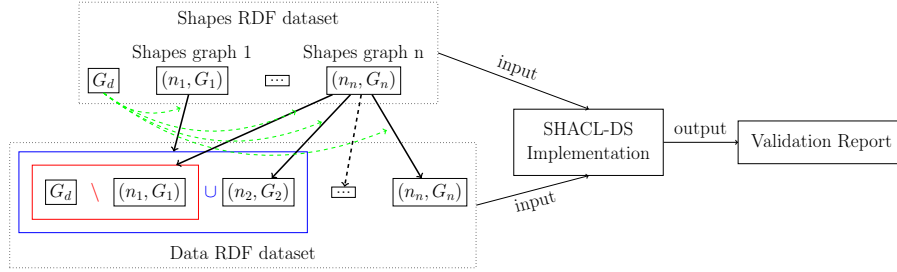 Shapes RDF dataset
Shapes graph 1 Shapes graph n
G_d (n_1, G_1) ... (n_n, G_n)
input
SHACL-DS
Implementation
output
Validation Report
G_d \ (n_1, G_1) ∪ (n_2, G_2) ... (n_n, G_n)
input
Data RDF dataset